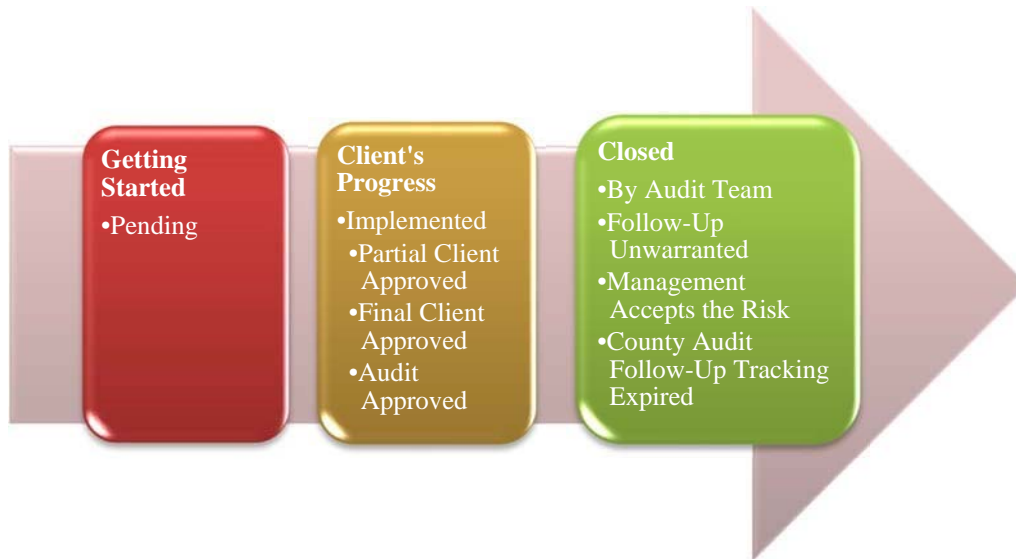 Getting
Started
•Pending
Client's
Progress
•Implemented
•Partial Client
Approved
•Final Client
Approved
•Audit
Approved
Closed
•By Audit Team
•Follow-Up
Unwarranted
•Management
Accepts the Risk
•County Audit
Follow-Up Tracking
Expired